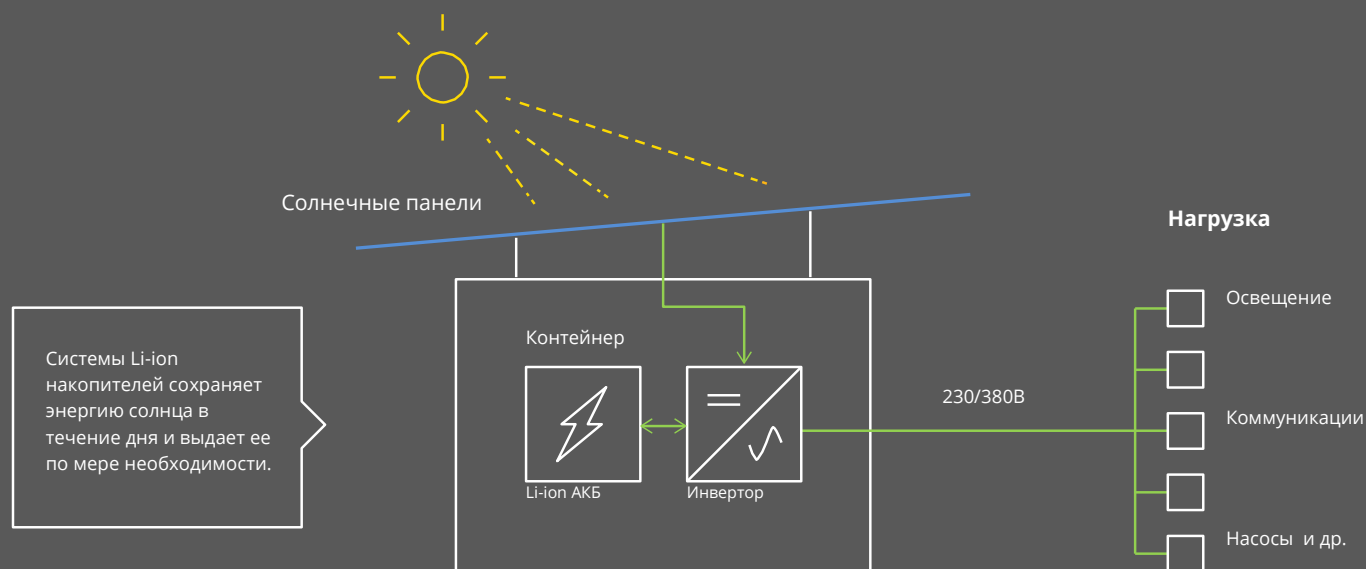 Солнечные панели
Нагрузка
Системы Li-ion
накопителей сохраняет
энергию солнца в
течение дня и выдает ее
по мере необходимости.
Контейнер
Li-ion АКБ
Инвертор
230/380В
Освещение
Коммуникации
Насосы и др.